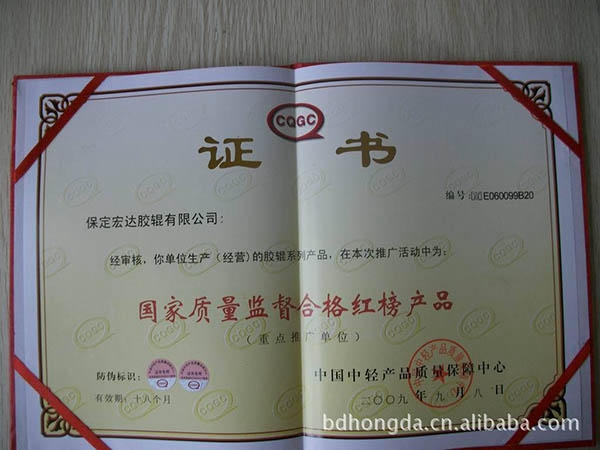 CQGC
证 书
编号:CQGCE060099B20
保定宏达胶辊有限公司:
经审核,你单位生产(经营)的胶辊系列产品,在本次推广活动中为:
国家质量监督合格红榜产品
(重点推广单位)
防伪标识:
有效期:十八个月
中国中轻产品质量保障中心
二〇〇九年九月八日
bdhongda.cn.alibaba.com